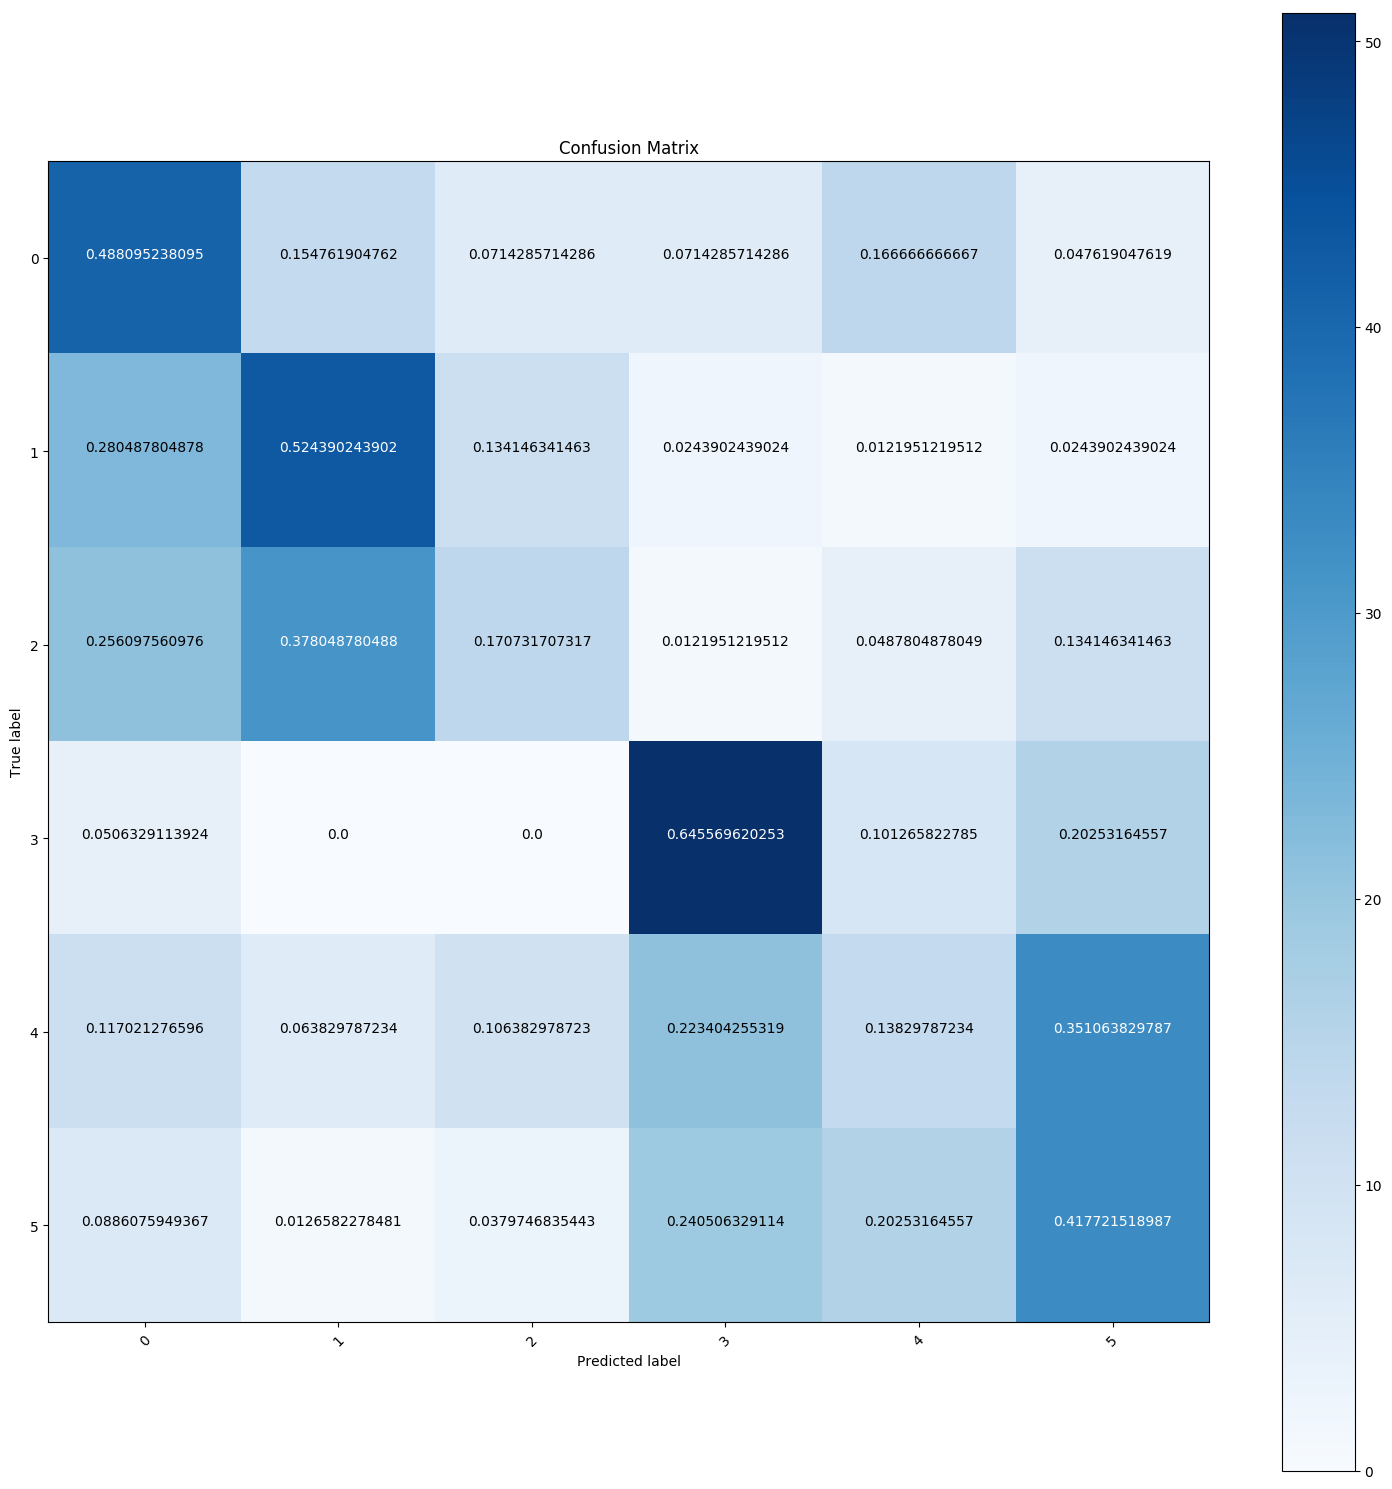 Confusion Matrix
0 0.488095238095 0.154761904762 0.0714285714286 0.0714285714286 0.166666666667 0.047619047619
1 0.280487804878 0.524390243902 0.134146341463 0.0243902439024 0.0121951219512 0.0243902439024
2 0.256097560976 0.378048780488 0.170731707317 0.0121951219512 0.0487804878049 0.134146341463
True label
3 0.0506329113924 0.0 0.0 0.645569620253 0.101265822785 0.20253164557
4 0.117021276596 0.063829787234 0.106382978723 0.223404255319 0.13829787234 0.351063829787
5 0.0886075949367 0.0126582278481 0.0379746835443 0.240506329114 0.20253164557 0.417721518987
0 1 2 3 4 5
Predicted label
50
40
30
20
10
0